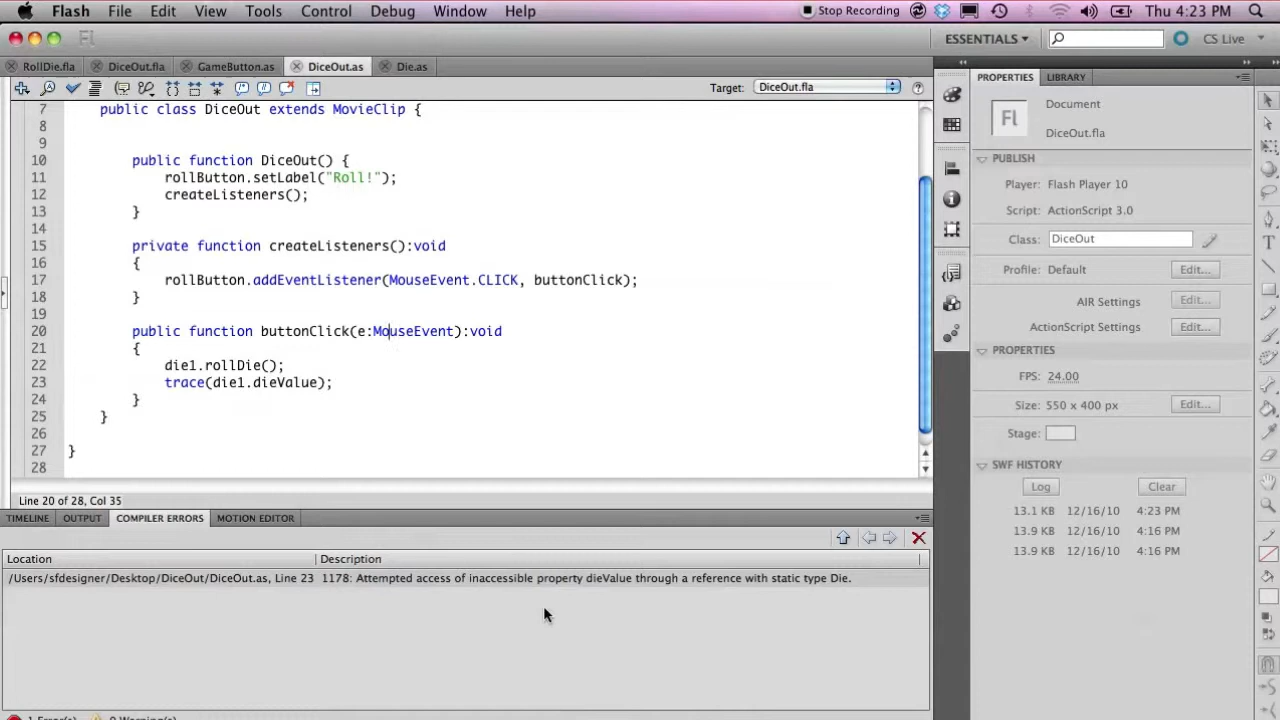 Flash File Edit View Tools Control Debug Window Help Stop Recording Thu 4:23 PM
Fl ESSENTIALS CS Live
RollDie.fla DiceOut.fla GameButton.as DiceOut.as Die.as
Target: DiceOut.fla
7 public class DiceOut extends MovieClip {
8
9
10 public function DiceOut() {
11 rollButton.setLabel("Roll!");
12 createListeners();
13 }
14
15 private function createListeners():void
16 {
17 rollButton.addEventListener(MouseEvent.CLICK, buttonClick);
18 }
19
20 public function buttonClick(e:MouseEvent):void
21 {
22 die1.rollDie();
23 trace(die1.dieValue);
24 }
25 }
26
27 }
28
Line 20 of 28, Col 35
TIMELINE OUTPUT COMPILER ERRORS MOTION EDITOR
Location Description
/Users/sfdesigner/Desktop/DiceOut/DiceOut.as, Line 23 1178: Attempted access of inaccessible property dieValue through a reference with static type Die.
1 Error(s) 0 Warning(s)
PROPERTIES LIBRARY
Fl
Document
DiceOut.fla
PUBLISH
Player: Flash Player 10
Script: ActionScript 3.0
Class: DiceOut
Profile: Default Edit...
AIR Settings Edit...
ActionScript Settings Edit...
PROPERTIES
FPS: 24.00
Size: 550 x 400 px Edit...
Stage:
SWF HISTORY
Log Clear
13.1 KB 12/16/10 4:23 PM
13.9 KB 12/16/10 4:16 PM
13.9 KB 12/16/10 4:16 PM